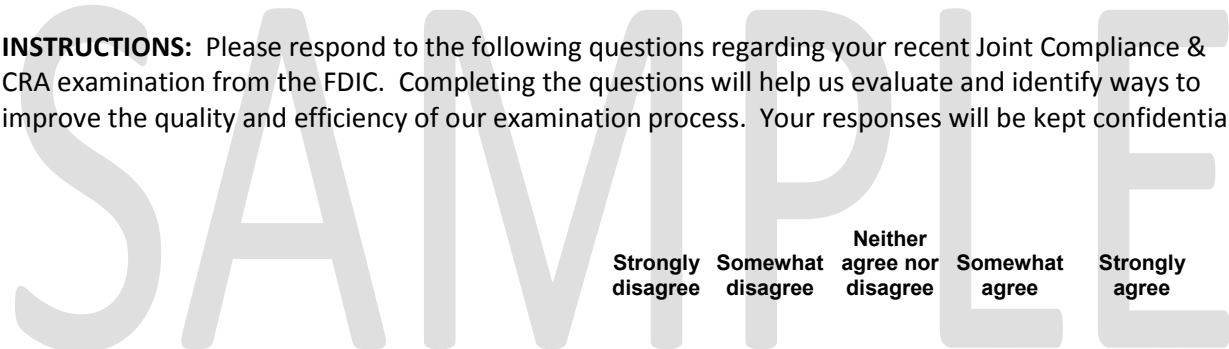 SAMPLE
INSTRUCTIONS: Please respond to the following questions regarding your recent Joint Compliance &
CRA examination from the FDIC. Completing the questions will help us evaluate and identify ways to
improve the quality and efficiency of our examination process. Your responses will be kept confidentia
Neither
Strongly Somewhat agree nor Somewhat Strongly
disagree disagree disagree agree agree